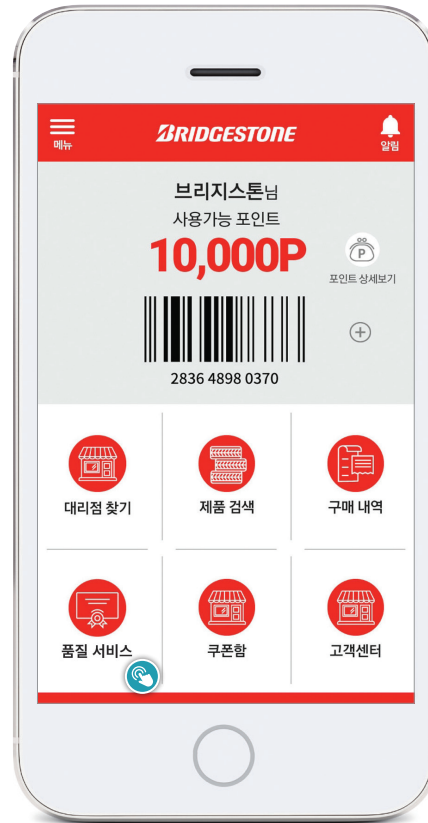 BRIDGESTONE
메뉴
알림
브리지스톤님
사용가능 포인트
10,000P
P
포인트 상세보기
2836 4898 0370
대리점 찾기
제품 검색
구매 내역
품질 서비스
쿠폰함
고객센터